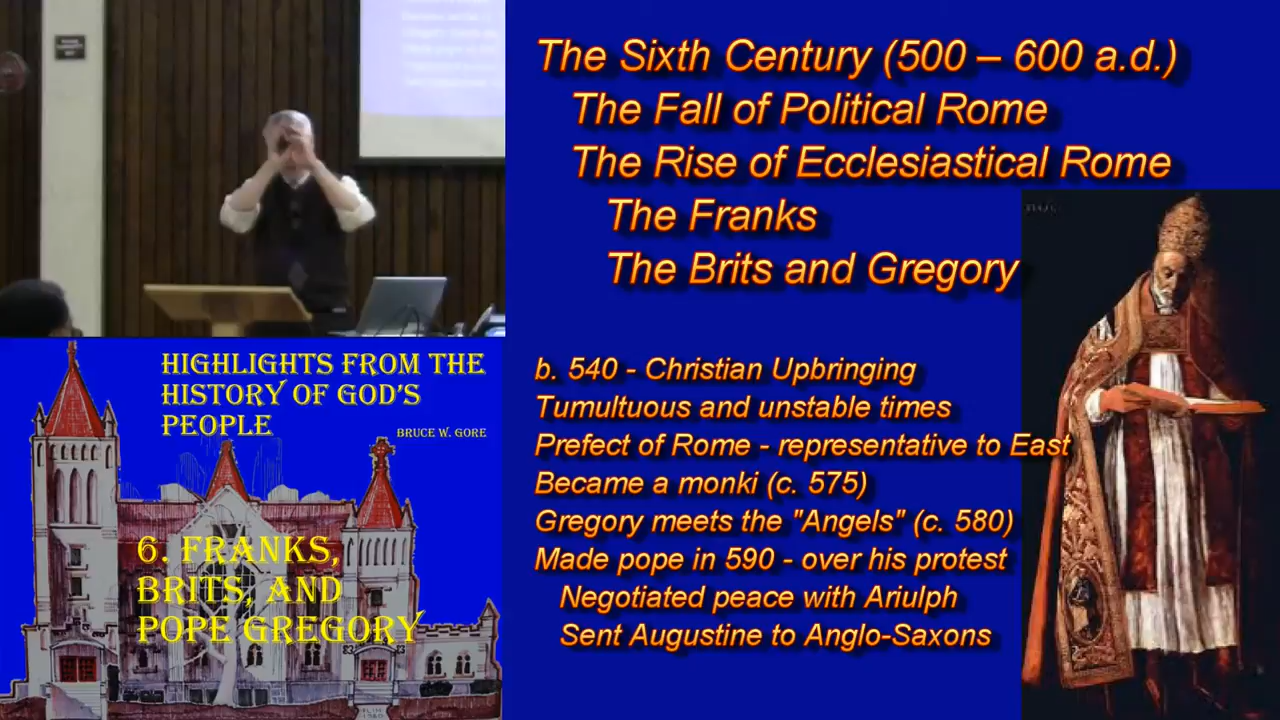 The Sixth Century (500 – 600 a.d.)
The Fall of Political Rome
The Rise of Ecclesiastical Rome
The Franks
The Brits and Gregory
b. 540 - Christian Upbringing
Tumultuous and unstable times
Prefect of Rome - representative to East
Became a monki (c. 575)
Gregory meets the "Angels" (c. 580)
Made pope in 590 - over his protest
Negotiated peace with Ariulph
Sent Augustine to Anglo-Saxons
HIGHLIGHTS FROM THE
HISTORY OF GOD'S
PEOPLE
BRUCE W. GORE
6. FRANKS,
BRITS, AND
POPE GREGORY